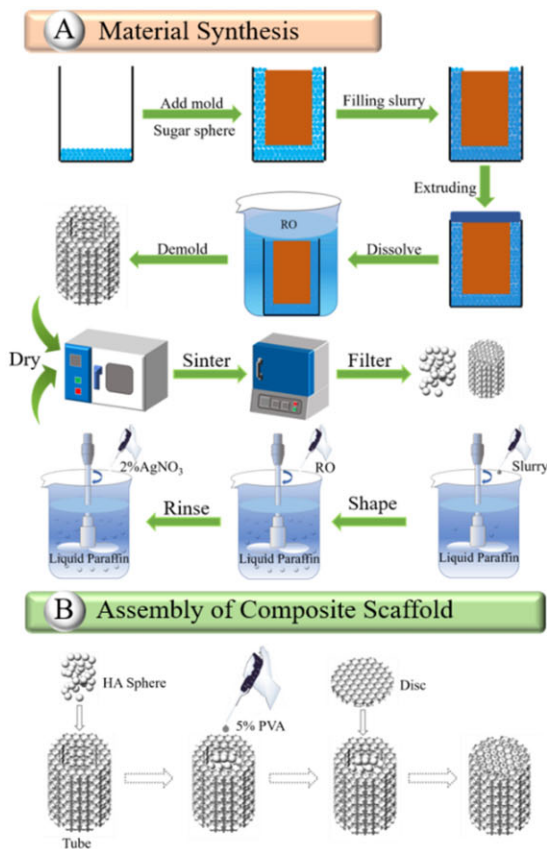 A Material Synthesis
Add mold
Sugar sphere
Filling slurry
Extruding
RO
Demold
Dissolve
Dry
Sinter
Filter
2%AgNO₃
RO
Slurry
Rinse
Shape
Liquid Paraffin
Liquid Paraffin
Liquid Paraffin
B Assembly of Composite Scaffold
HA Sphere
5% PVA
Disc
Tube